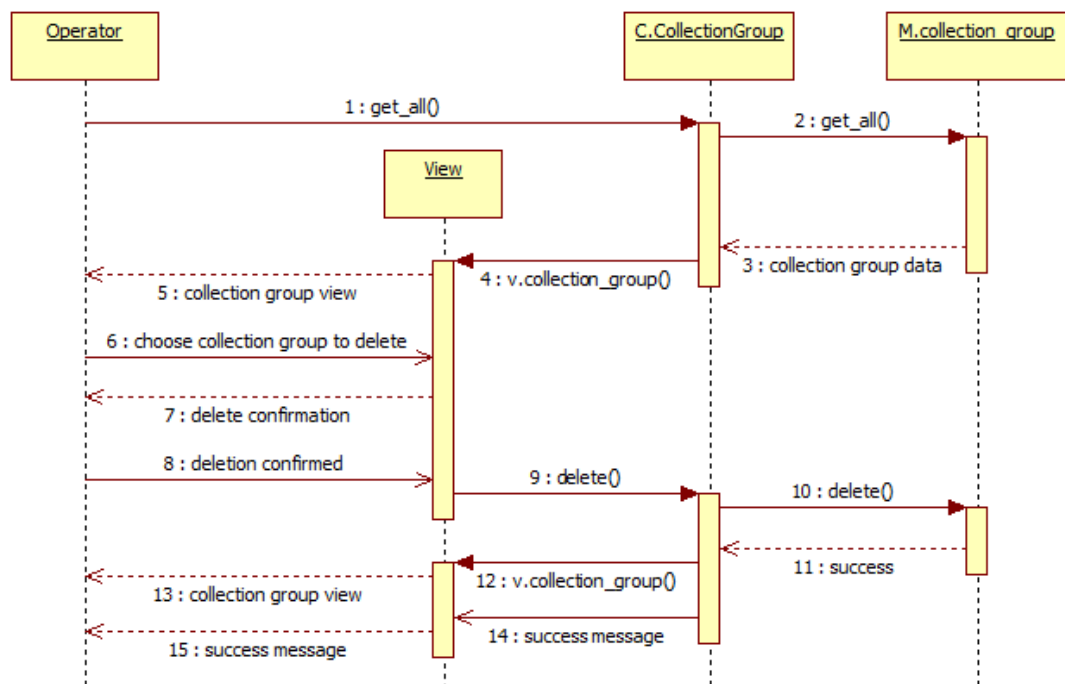 Operator
C.CollectionGroup
M.collection_group
1 : get_all()
2 : get_all()
View
3 : collection group data
4 : v.collection_group()
5 : collection group view
6 : choose collection group to delete
7 : delete confirmation
8 : deletion confirmed
9 : delete()
10 : delete()
11 : success
12 : v.collection_group()
13 : collection group view
14 : success message
15 : success message